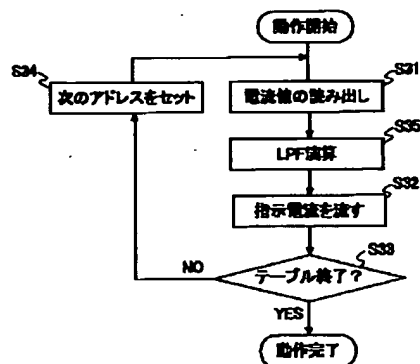 動作開始
S34
S31
次のアドレスをセット
電流値の読み出し
S35
LPF演算
S32
指示電流を流す
S33
NO
テーブル終了?
YES
動作完了